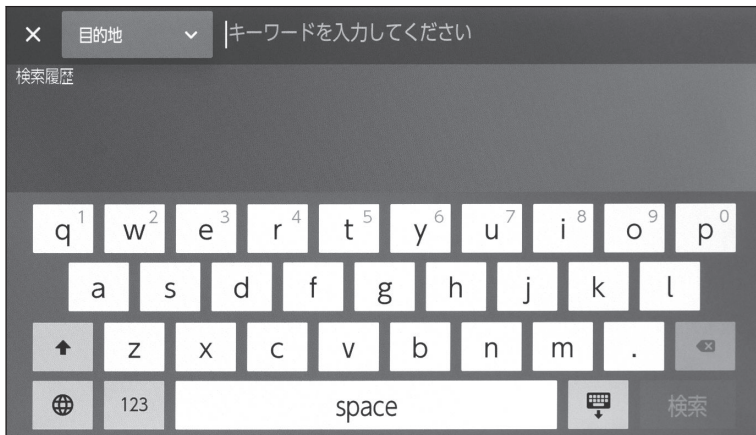 目的地 キーワードを入力してください
検索履歴
q1 w2 e3 r4 t5 y6 u7 i8 o9 p0
a s d f g h j k l
z x c v b n m .
123 space 検索